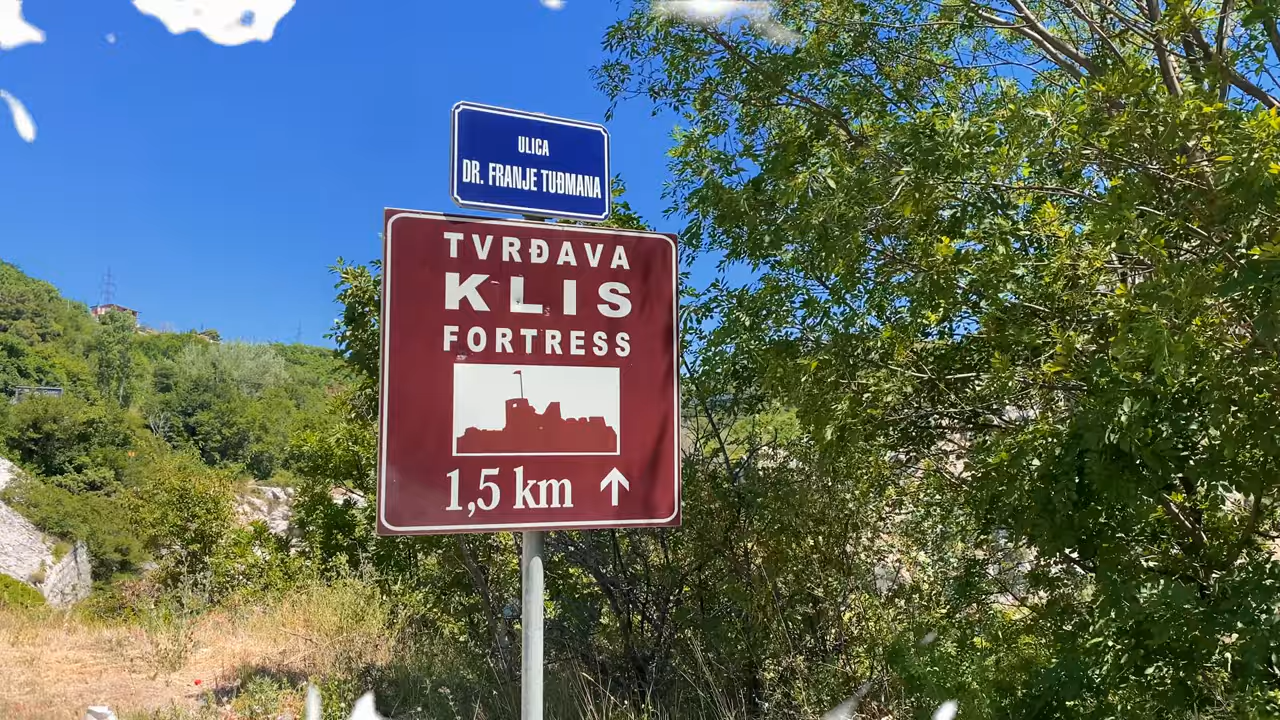 ULICA
DR. FRANJE TUĐMANA
TVRĐAVA
KLIS
FORTRESS
1,5 km ↑